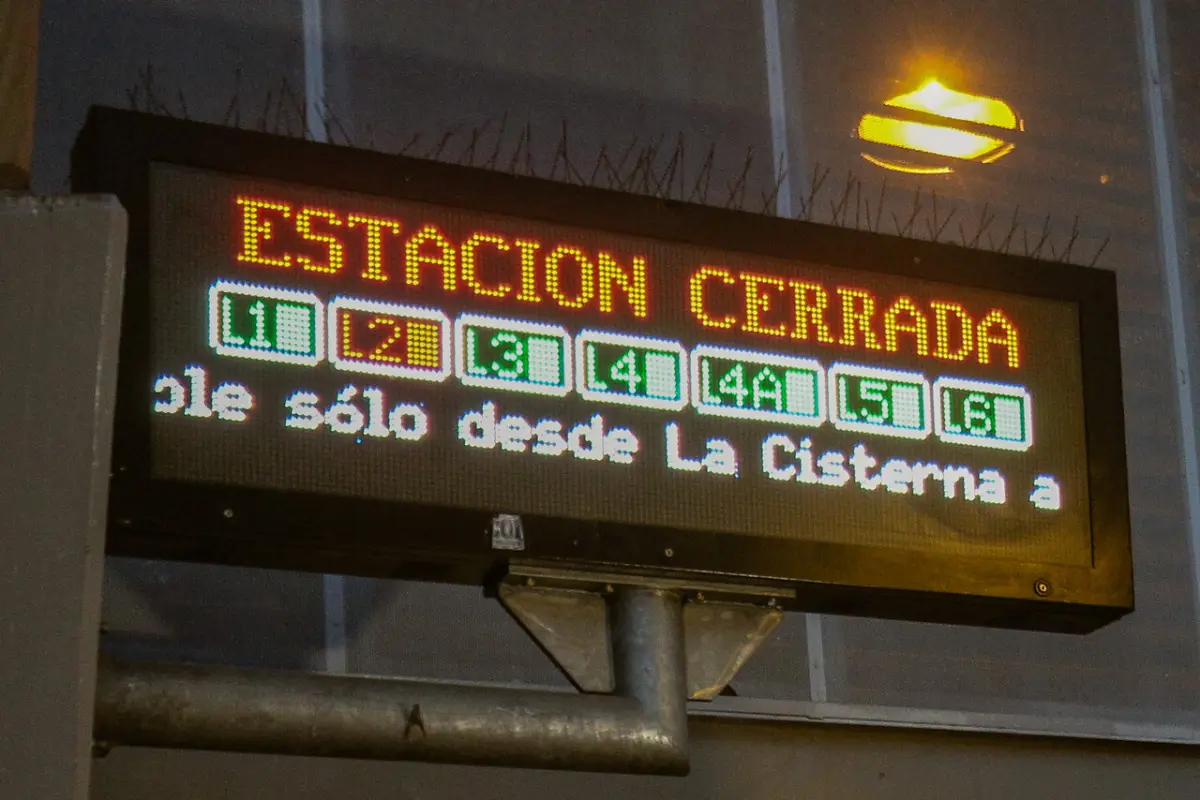 ESTACION CERRADA
L1 L2 L3 L4 L4A L5 L6
ole sólo desde La Cisterna a